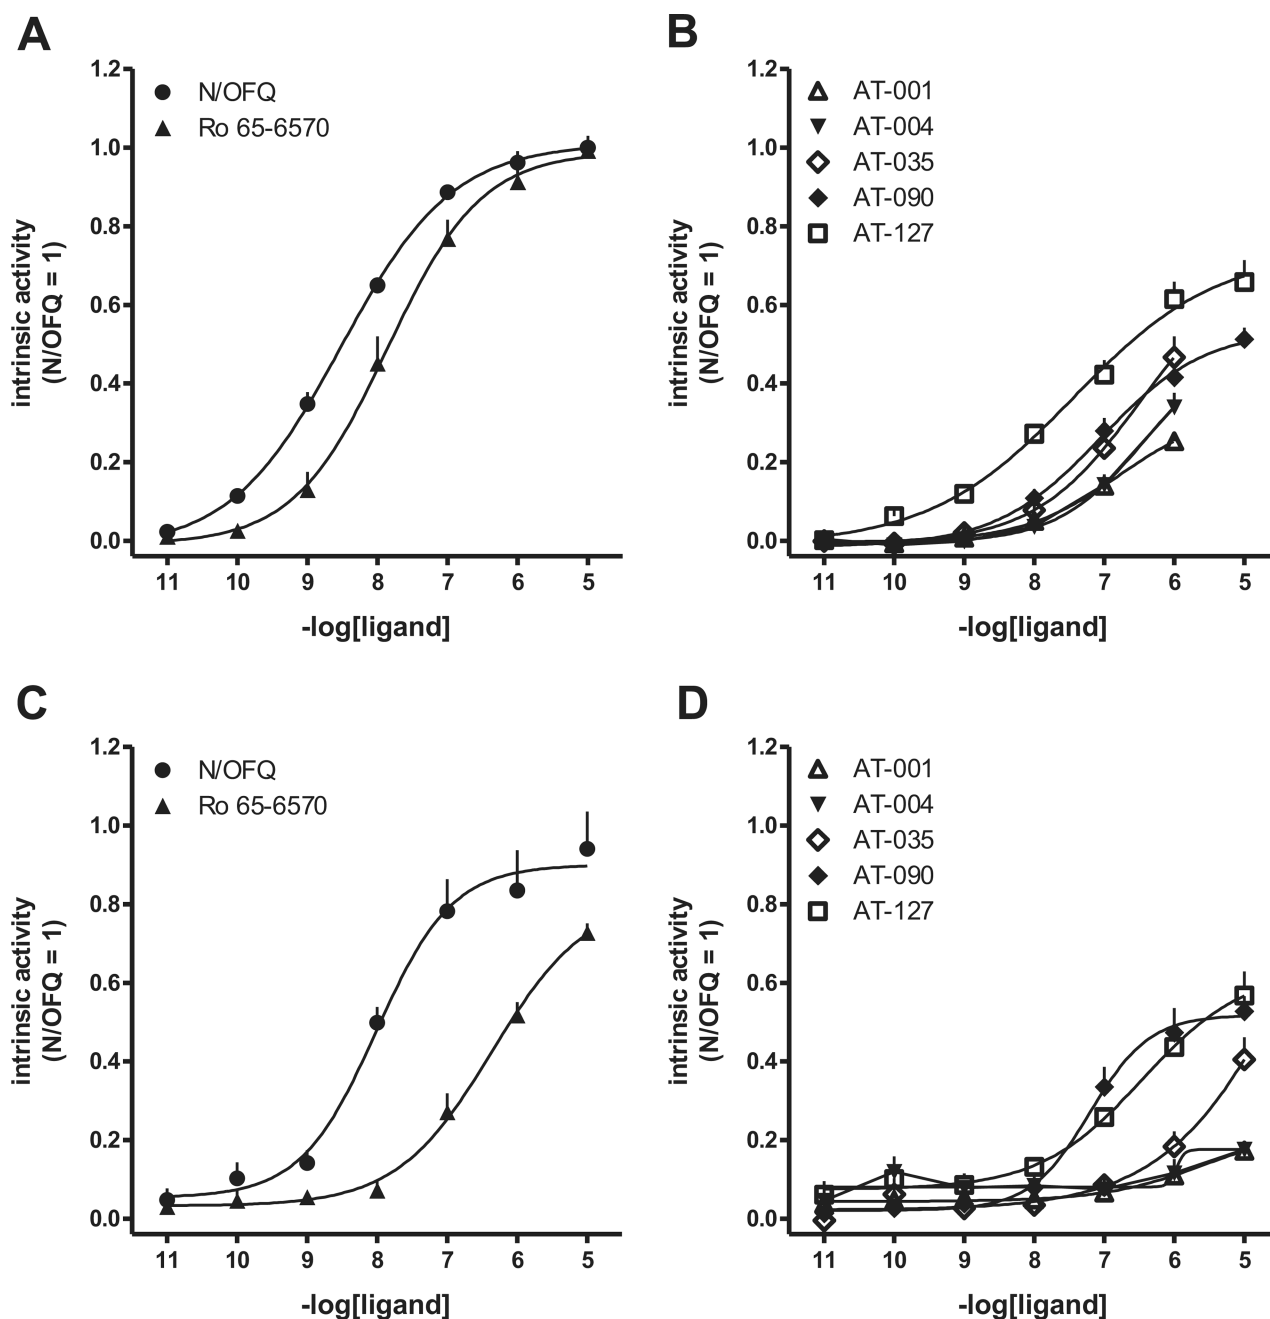 A
1.2
1.0
0.8
0.6
0.4
0.2
0.0
intrinsic activity
(N/OFQ = 1)
N/OFQ
Ro 65-6570
11 10 9 8 7 6 5
-log[ligand]
B
1.2
1.0
0.8
0.6
0.4
0.2
0.0
intrinsic activity
(N/OFQ = 1)
AT-001
AT-004
AT-035
AT-090
AT-127
11 10 9 8 7 6 5
-log[ligand]
C
1.2
1.0
0.8
0.6
0.4
0.2
0.0
intrinsic activity
(N/OFQ = 1)
N/OFQ
Ro 65-6570
11 10 9 8 7 6 5
-log[ligand]
D
1.2
1.0
0.8
0.6
0.4
0.2
0.0
intrinsic activity
(N/OFQ = 1)
AT-001
AT-004
AT-035
AT-090
AT-127
11 10 9 8 7 6 5
-log[ligand]